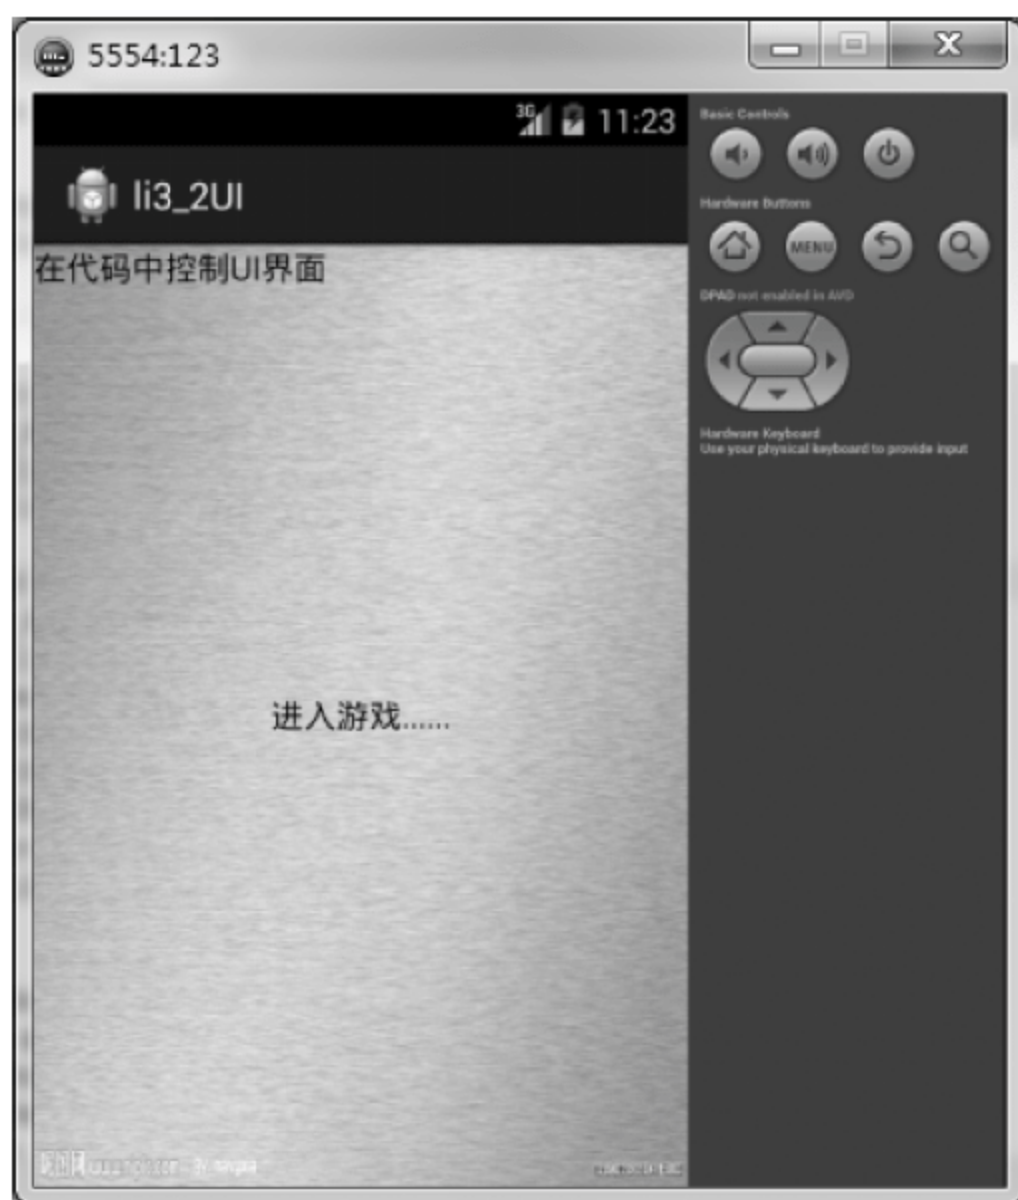 5554:123
3G 11:23
li3_2UI
在代码中控制UI界面
进入游戏......
Basic Controls
Hardware Buttons
MENU
DPAD not enabled in AVD
Hardware Keyboard
Use your physical keyboard to provide input